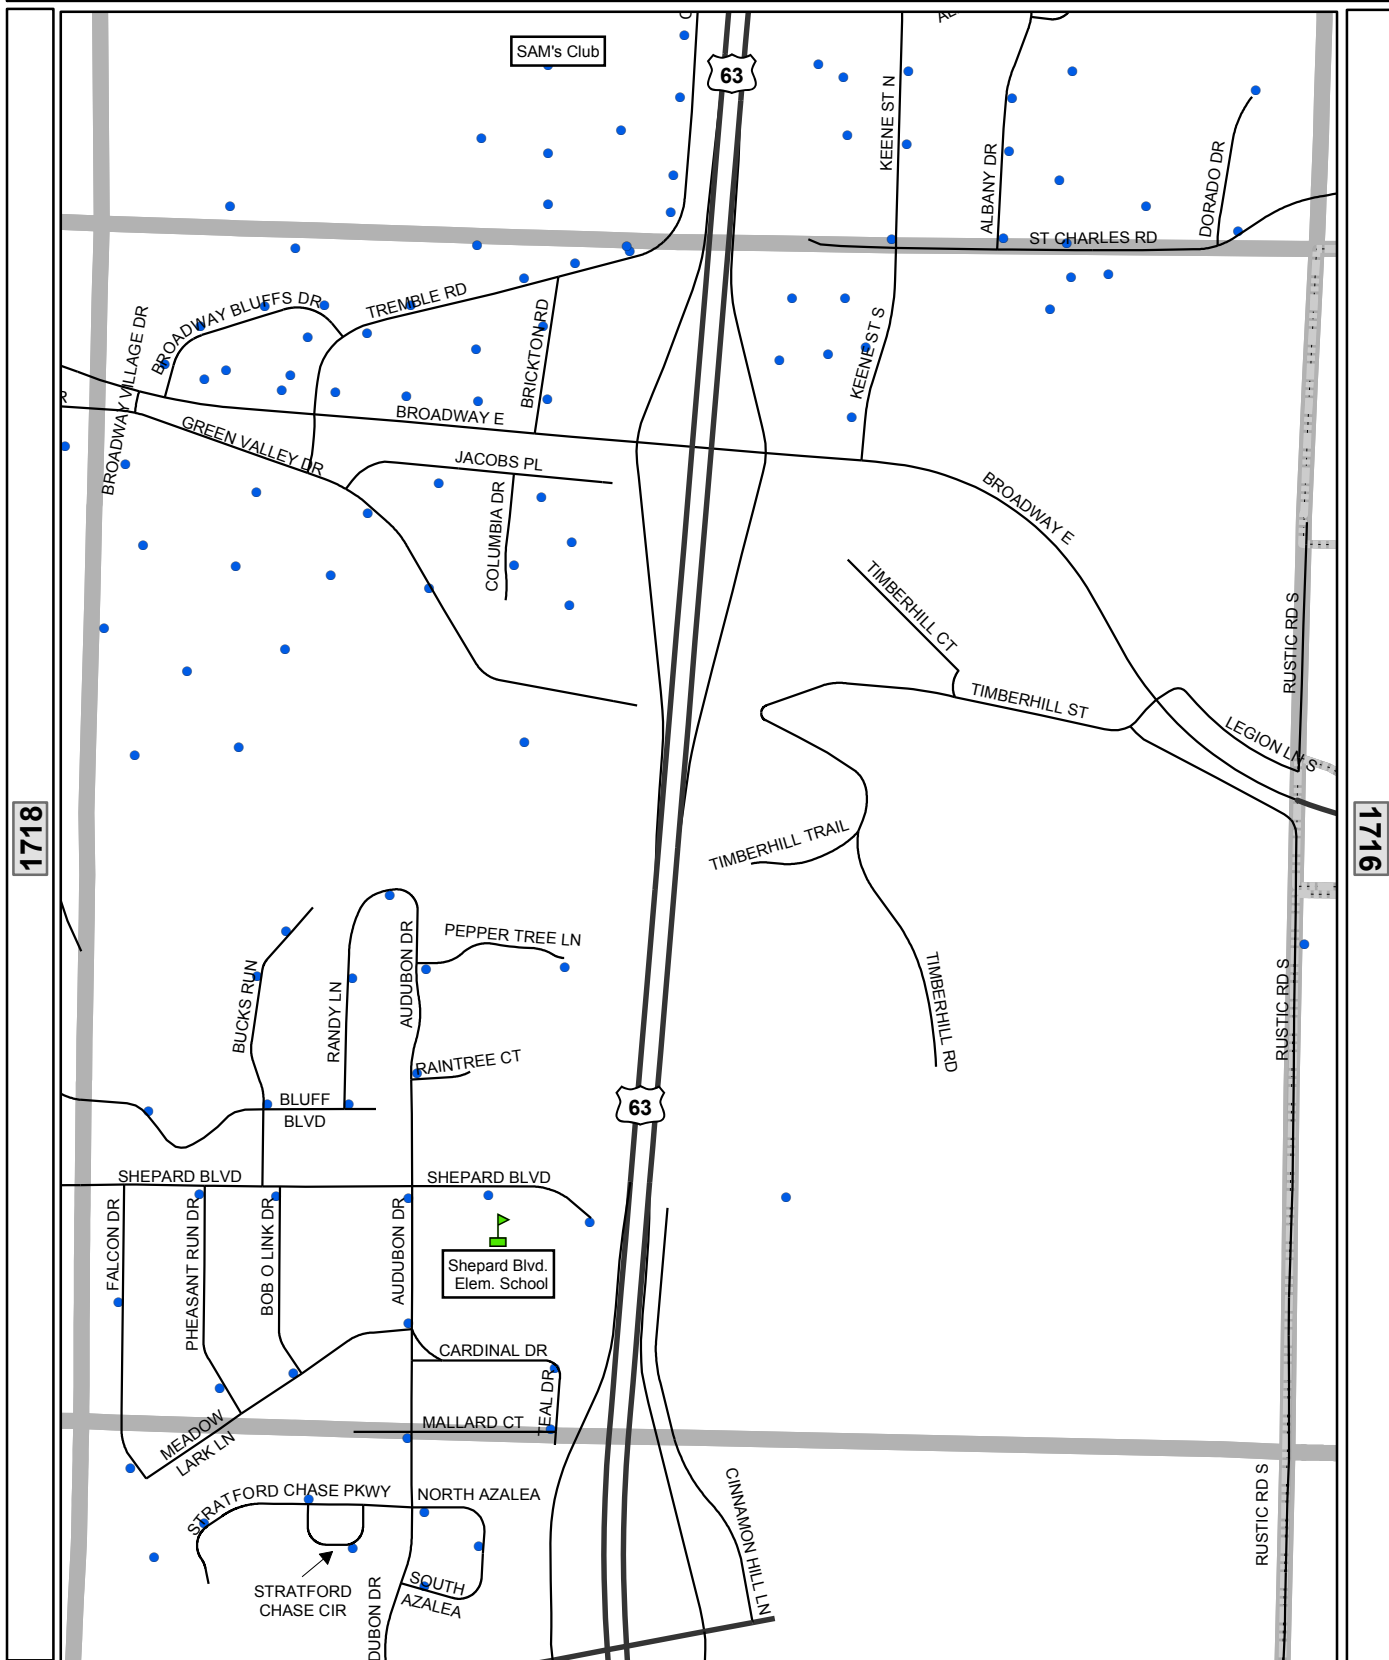 SAM's Club
63
KEENE ST N
ALBANY DR
DORADO DR
ST CHARLES RD
BROADWAY BLUFFS DR
TREMBLE RD
BROADWAY VILLAGE DR
BRICKTON RD
KEENE ST S
BROADWAY E
GREEN VALLEY DR
JACOBS PL
COLUMBIA DR
BROADWAY E
TIMBERHILL CT
RUSTIC RD S
TIMBERHILL ST
LEGION LN S
1718
1716
TIMBERHILL TRAIL
PEPPER TREE LN
AUDUBON DR
BUCKS RUN
RANDY LN
TIMBERHILL RD
RUSTIC RD S
RAINTREE CT
BLUFF
BLVD
63
SHEPARD BLVD
SHEPARD BLVD
FALCON DR
PHEASANT RUN DR
BOB O LINK DR
AUDUBON DR
Shepard Blvd.
Elem. School
CARDINAL DR
TEAL DR
MALLARD CT
MEADOW
LARK LN
STRATFORD CHASE PKWY
NORTH AZALEA
CINNAMON HILL LN
RUSTIC RD S
STRATFORD
CHASE CIR
SOUTH
AZALEA
DUBON DR